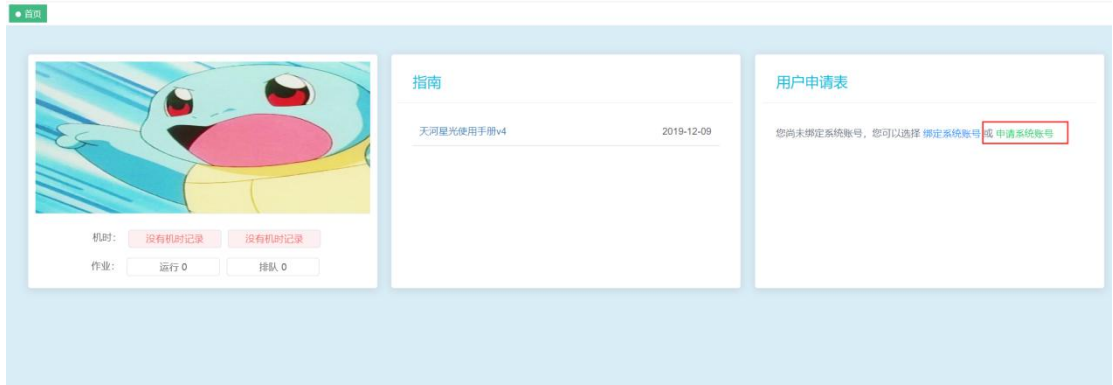 首页
机时：
没有机时记录
没有机时记录
作业：
运行 0
排队 0
指南
天河星光使用手册v4
2019-12-09
用户申请表
您尚未绑定系统账号，您可以选择 绑定系统账号 或 申请系统账号